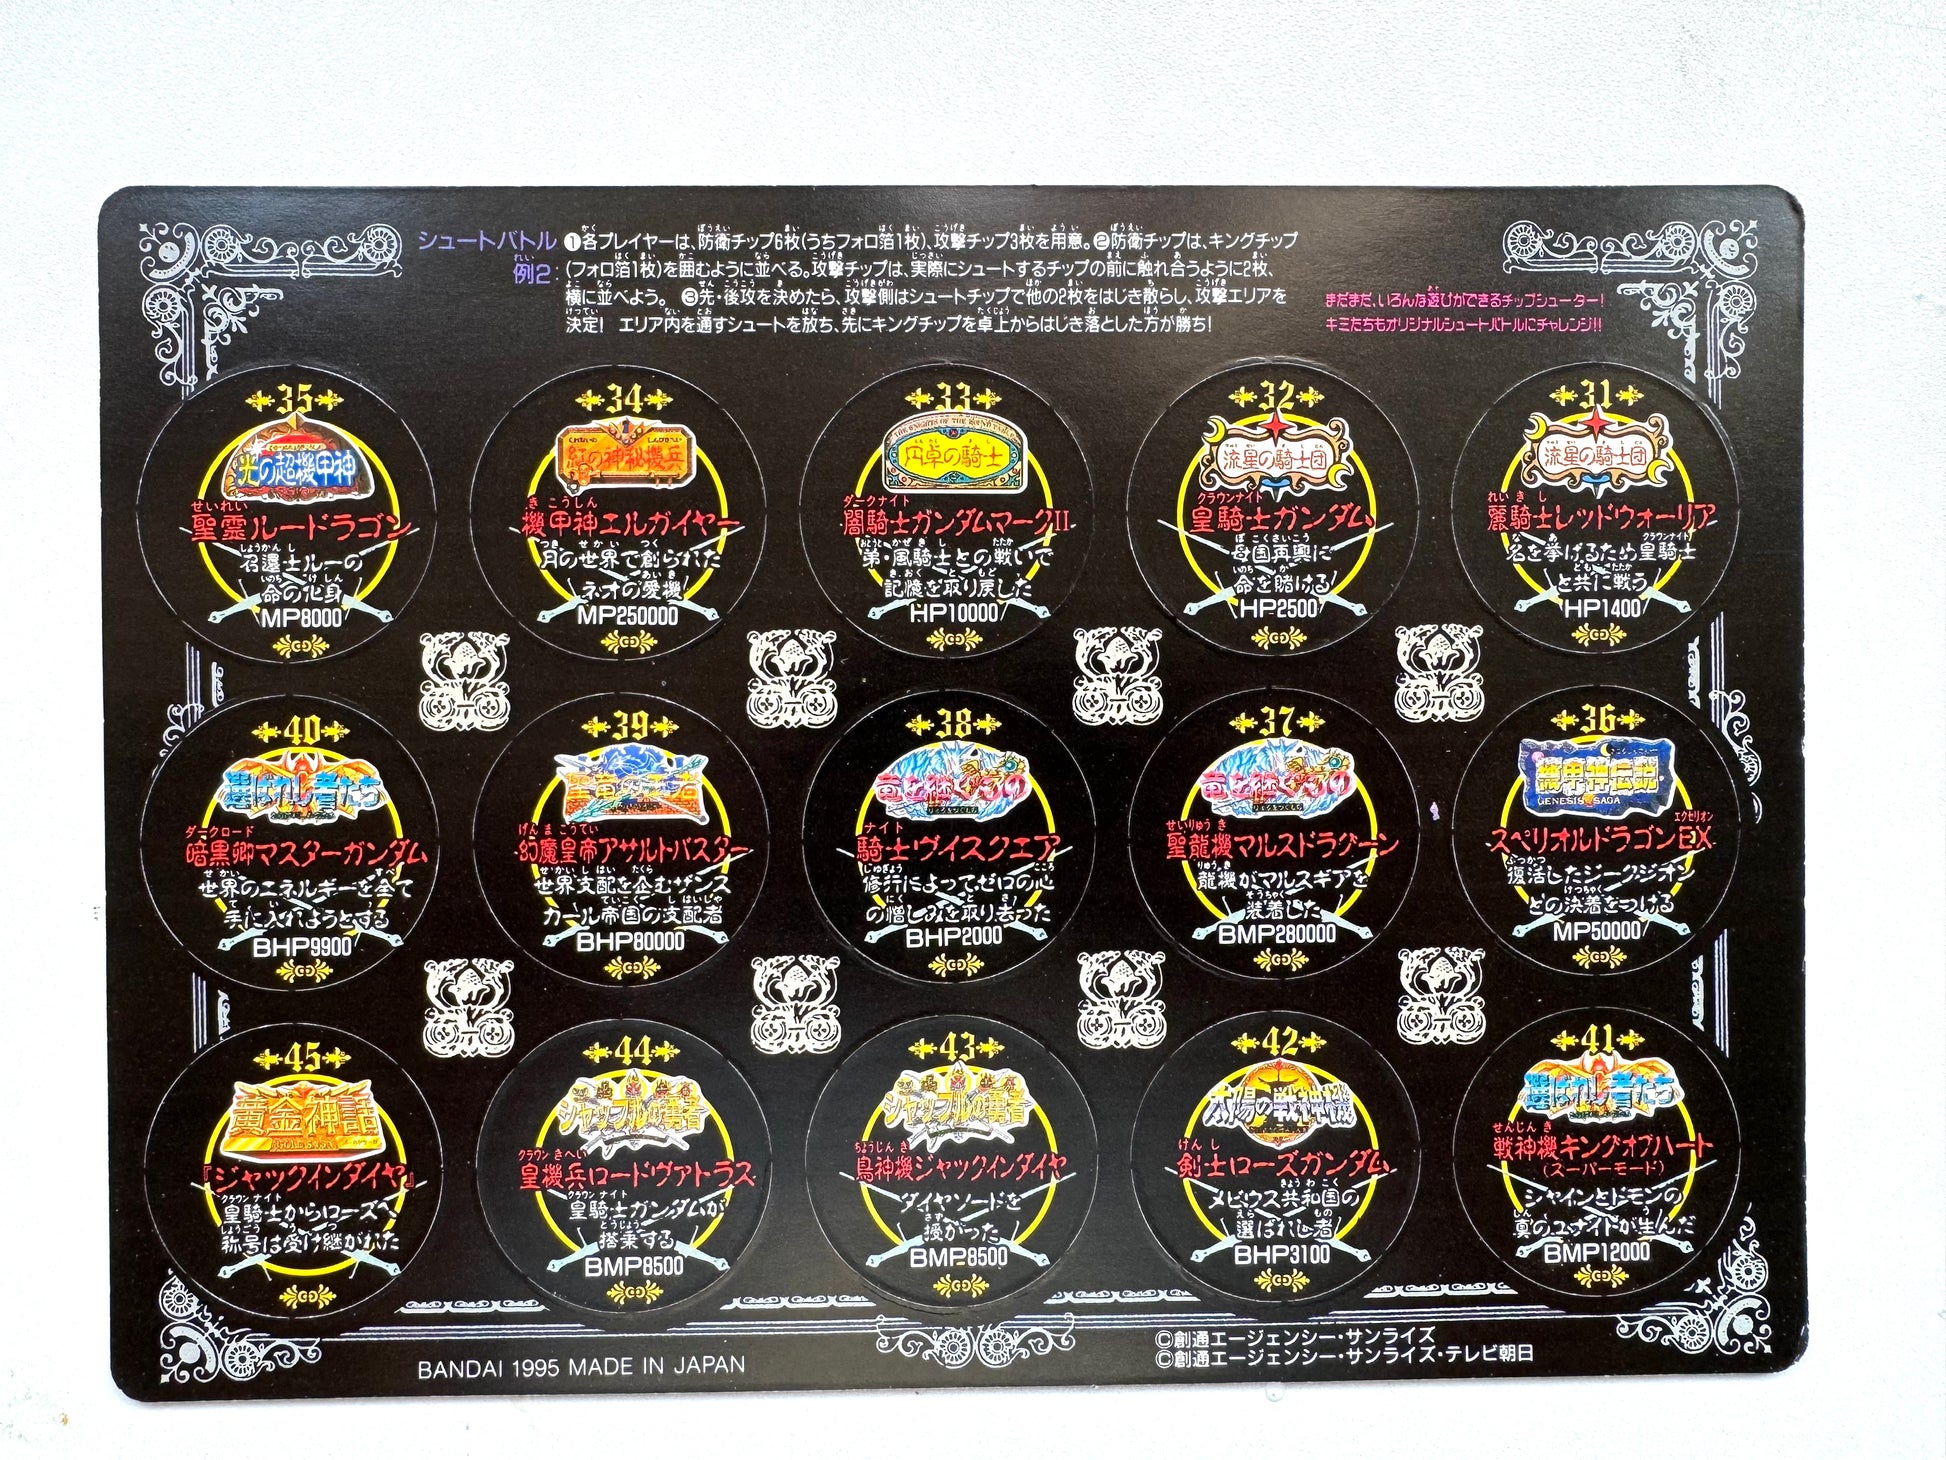 シュートバトル
例2:
❶各プレイヤーは、防衛チップ6枚(うちフォロ箔1枚)、攻撃チップ3枚を用意。❷防衛チップは、キングチップ
(フォロ箔1枚)を囲むように並べる。攻撃チップは、実際にシュートするチップの前に触れ合うように2枚、
横に並べよう。 ❸先・後攻を決めたら、攻撃側はシュートチップで他の2枚をはじき散らし、攻撃エリアを
決定! エリア内を通すシュートを放ち、先にキングチップを卓上からはじき落とした方が勝ち!
まだまだ、いろんな遊びができるチップシューター!
キミたちもオリジナルシュートバトルにチャレンジ!!
35
光の超機甲神
聖霊ルードラゴン
召還士ルーの
命の化身
MP8000
34
紅の神秘機兵
機甲神エルガイヤー
月の世界で創られた
ネオの愛機
MP250000
33
THE KNIGHTS OF THE ROUND TABLE
円卓の騎士
闇騎士ガンダムマークII
弟・風騎士との戦いで
記憶を取り戻した
HP10000
32
流星の騎士団
皇騎士ガンダム
母国再興に
命を賭ける
HP2500
31
流星の騎士団
麗騎士レッドウォーリア
名を挙げるため皇騎士
と共に戦う
HP1400
40
選ばれし者たち
暗黒卿マスターガンダム
世界のエネルギーを全て
手に入れようとする
BHP9900
39
聖竜の勇者
幻魔皇帝アサルトバスター
世界支配を企むザンス
カール帝国の支配者
BHP80000
38
竜を継ぐもの
騎士ヴイスクエア
修行によってゼロの心
の憎しみを取り去った
BHP2000
37
竜を継ぐもの
聖龍機マルスドラグーン
龍機がマルスギアを
装着した
BMP280000
36
機甲神伝説
GENESIS SAGA
スペリオルドラゴンEX
復活したジークジオン
との決着をつける
MP50000
45
黄金神話
『ジャックインダイヤ』
皇騎士からローズへ
称号は受け継がれた
44
シャッフルの勇者
皇機兵ロードヴァトラス
皇騎士ガンダムが
搭乗する
BMP8500
43
シャッフルの勇者
鳥神機ジャックインダイヤ
ダイヤソードを
授かった
BMP8500
42
太陽の戦神機
剣士ローズガンダム
メビウス共和国の
選ばれし者
BHP3100
41
選ばれし者たち
戦神機キングオブハート
(スーパーモード)
シャインとドモンの
真のユナイトが生んだ
BMP12000
BANDAI 1995 MADE IN JAPAN
©創通エージェンシー・サンライズ
©創通エージェンシー・サンライズ・テレビ朝日